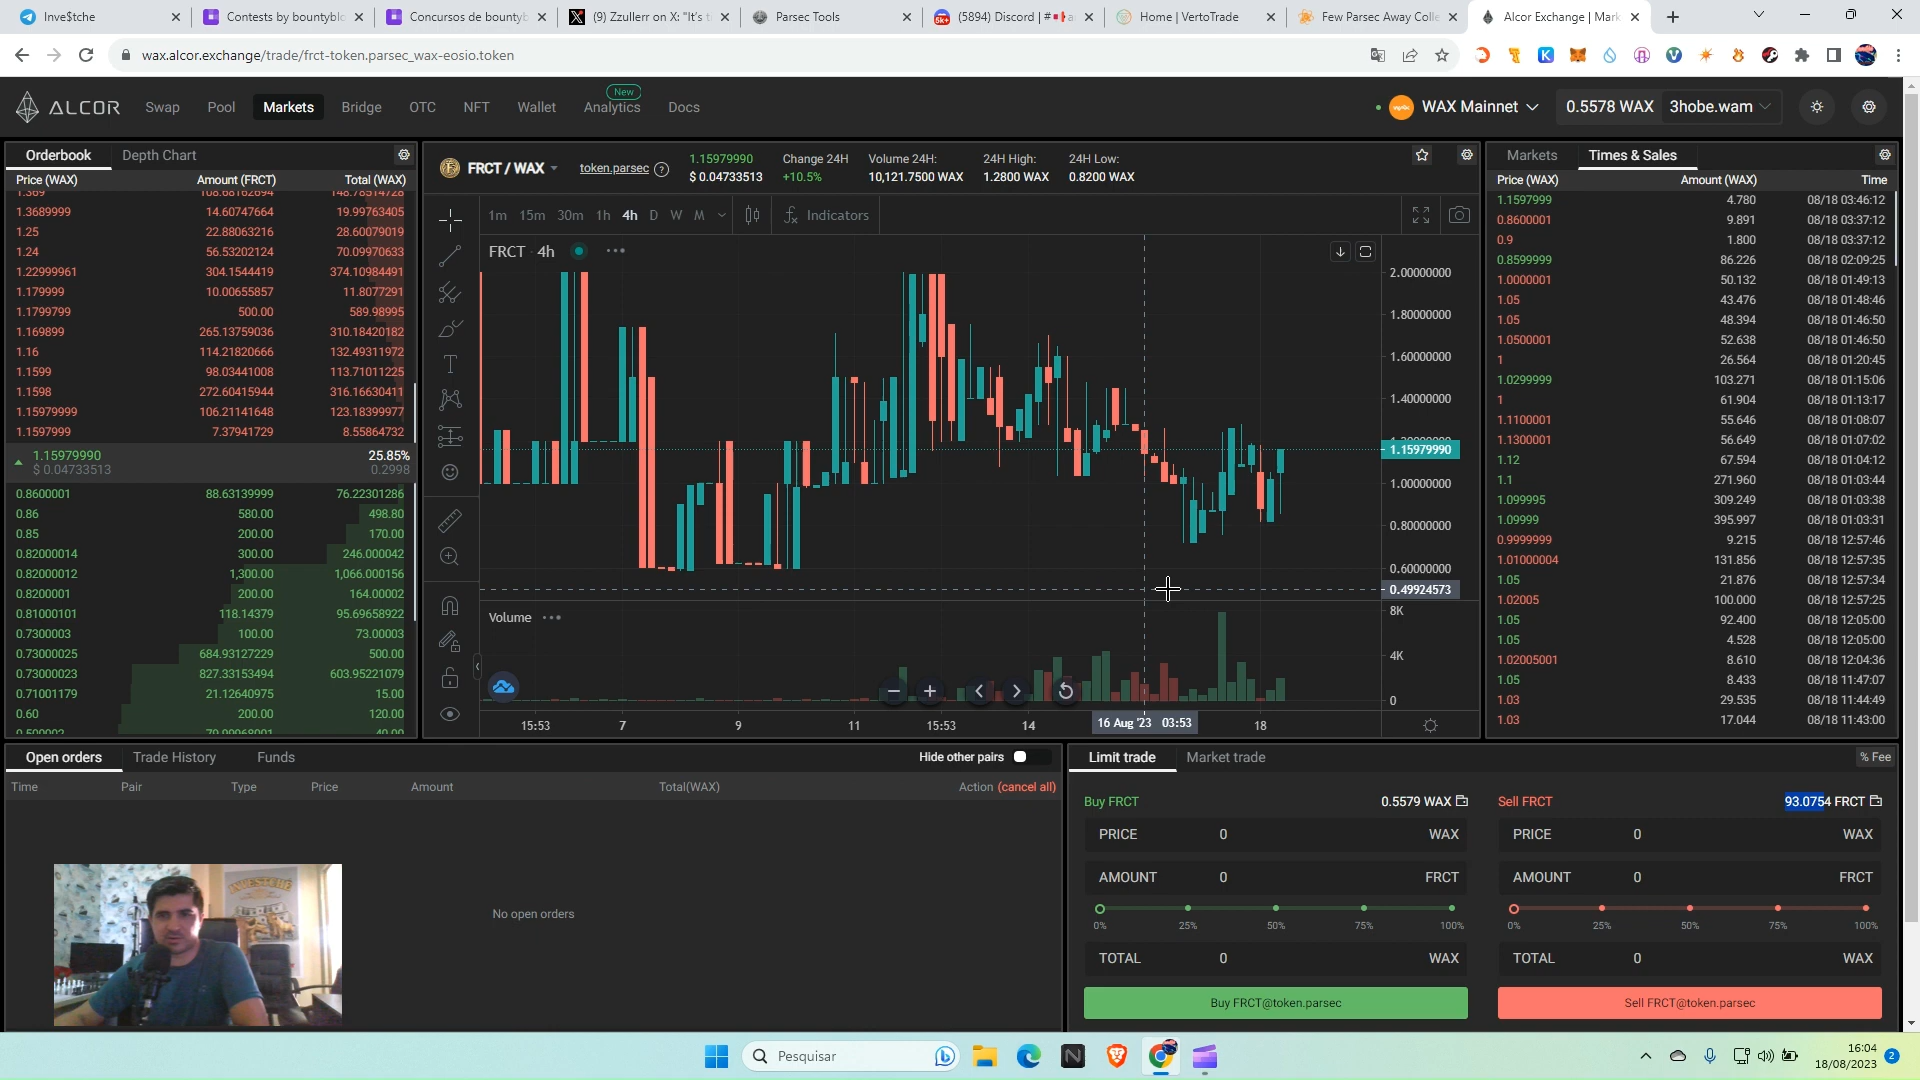 Inve$tche
Contests by bountyblo
Concursos de bountyb
(9) Zzullerr on X: "It's t
Parsec Tools
(5894) Discord | #
Home | VertoTrade
Few Parsec Away Colle
Alcor Exchange | Mark
wax.alcor.exchange/trade/frct-token.parsec_wax-eosio.token
ALCOR
Swap
Pool
Markets
Bridge
OTC
NFT
Wallet
New
Analytics
Docs
WAX Mainnet
0.5578 WAX
3hobe.wam
Orderbook
Depth Chart
Price (WAX) Amount (FRCT) Total (WAX)
1.369 108.68162694 148.78514728
1.3689999 14.60747664 19.99763405
1.25 22.88063216 28.60079019
1.24 56.53202124 70.09970633
1.22999961 304.1544419 374.10984491
1.179999 10.00655857 11.8077291
1.1799799 500.00 589.98995
1.169899 265.13759036 310.18420182
1.16 114.21820666 132.49311972
1.1599 98.03441008 113.71011225
1.1598 272.60415944 316.16630411
1.15979999 106.21141648 123.18399977
1.1597999 7.37941729 8.55864732
1.15979990 25.85%
$ 0.04733513 0.2998
0.8600001 88.63139999 76.22301286
0.86 580.00 498.80
0.85 200.00 170.00
0.82000014 300.00 246.000042
0.82000012 1,300.00 1,066.000156
0.8200001 200.00 164.00002
0.81000101 118.14379 95.69658922
0.7300003 100.00 73.00003
0.73000025 684.93127229 500.00
0.73000023 827.33153494 603.95221079
0.71001179 21.12640975 15.00
0.60 200.00 120.00
0.500002 79.99968001 40.00
FRCT / WAX
token.parsec
1.15979990
$ 0.04733513
Change 24H
+10.5%
Volume 24H:
10,121.7500 WAX
24H High:
1.2800 WAX
24H Low:
0.8200 WAX
1m 15m 30m 1h 4h D W M
Indicators
FRCT 4h
2.00000000
1.80000000
1.60000000
1.40000000
1.15979990
1.00000000
0.80000000
0.60000000
0.49924573
Volume
8K
4K
0
15:53 7 9 11 15:53 14 16 Aug '23 03:53 18
Markets
Times & Sales
Price (WAX) Amount (WAX) Time
1.1597999 4.780 08/18 03:46:12
0.8600001 9.891 08/18 03:37:12
0.9 1.800 08/18 03:37:12
0.8599999 86.226 08/18 02:09:25
1.0000001 50.132 08/18 01:49:13
1.05 43.476 08/18 01:48:46
1.05 48.394 08/18 01:46:50
1.0500001 52.638 08/18 01:46:50
1 26.564 08/18 01:20:45
1.0299999 103.271 08/18 01:15:06
1 61.904 08/18 01:13:17
1.1100001 55.646 08/18 01:08:07
1.1300001 56.649 08/18 01:07:02
1.12 67.594 08/18 01:04:12
1.1 271.960 08/18 01:03:44
1.099995 309.249 08/18 01:03:38
1.09999 395.997 08/18 01:03:31
0.9999999 9.215 08/18 12:57:46
1.01000004 131.856 08/18 12:57:35
1.05 21.876 08/18 12:57:34
1.02005 100.000 08/18 12:57:25
1.05 92.400 08/18 12:05:00
1.05 4.528 08/18 12:05:00
1.02005001 8.610 08/18 12:04:36
1.05 8.433 08/18 11:47:07
1.03 29.535 08/18 11:44:49
1.03 17.044 08/18 11:43:00
Open orders
Trade History
Funds
Hide other pairs
Time Pair Type Price Amount Total(WAX) Action (cancel all)
No open orders
INVESTCHE
Limit trade
Market trade
% Fee
Buy FRCT 0.5579 WAX
PRICE 0 WAX
AMOUNT 0 FRCT
0% 25% 50% 75% 100%
TOTAL 0 WAX
Buy FRCT@token.parsec
Sell FRCT 93.0754 FRCT
PRICE 0 WAX
AMOUNT 0 FRCT
0% 25% 50% 75% 100%
TOTAL 0 WAX
Sell FRCT@token.parsec
Pesquisar
16:04
18/08/2023
2